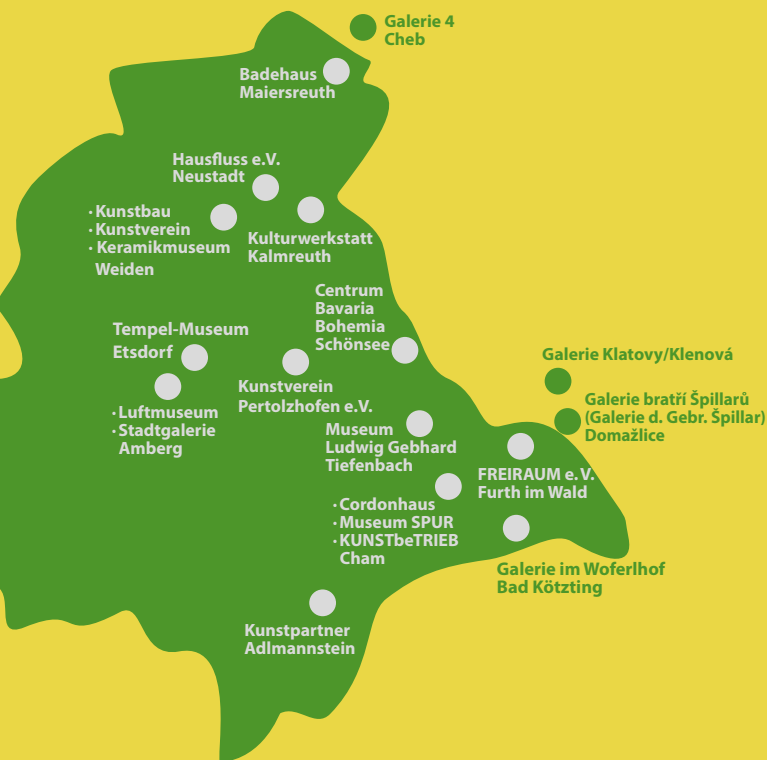 Galerie 4
Cheb
Badehaus
Maiersreuth
Hausfluss e.V.
Neustadt
· Kunstbau
· Kunstverein
· Keramikmuseum
Weiden
Kulturwerkstatt
Kalmreuth
Centrum
Bavaria
Bohemia
Schönsee
Tempel-Museum
Etsdorf
Galerie Klatovy/Klenová
Kunstverein
Pertolzhofen e.V.
Galerie bratří Špillarů
(Galerie d. Gebr. Špillar)
Domažlice
· Luftmuseum
· Stadtgalerie
Amberg
Museum
Ludwig Gebhard
Tiefenbach
FREIRAUM e.V.
Furth im Wald
· Cordonhaus
· Museum SPUR
· KUNSTbeTRIEB
Cham
Galerie im Woferlhof
Bad Kötzting
Kunstpartner
Adlmannstein